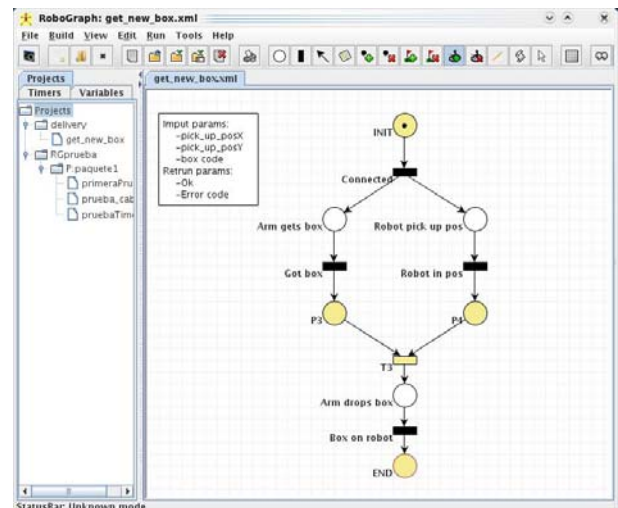 RoboGraph: get_new_box.xml
File Build View Edit Run Tools Help
Projects
Timers Variables
Projects
delivery
get_new_box
RGprueba
P:paquete1
primeraPru
prueba_cab
pruebaTime
get_new_box.xml
Imput params:
-pick_up_posX
-pick_up_posY
-box code
Retrun params:
-Ok
-Error code
INIT
Connected
Arm gets box
Robot pick up pos
Got box
Robot in pos
P3
P4
T3
Arm drops box
Box on robot
END
StatusBar: Unknown mode